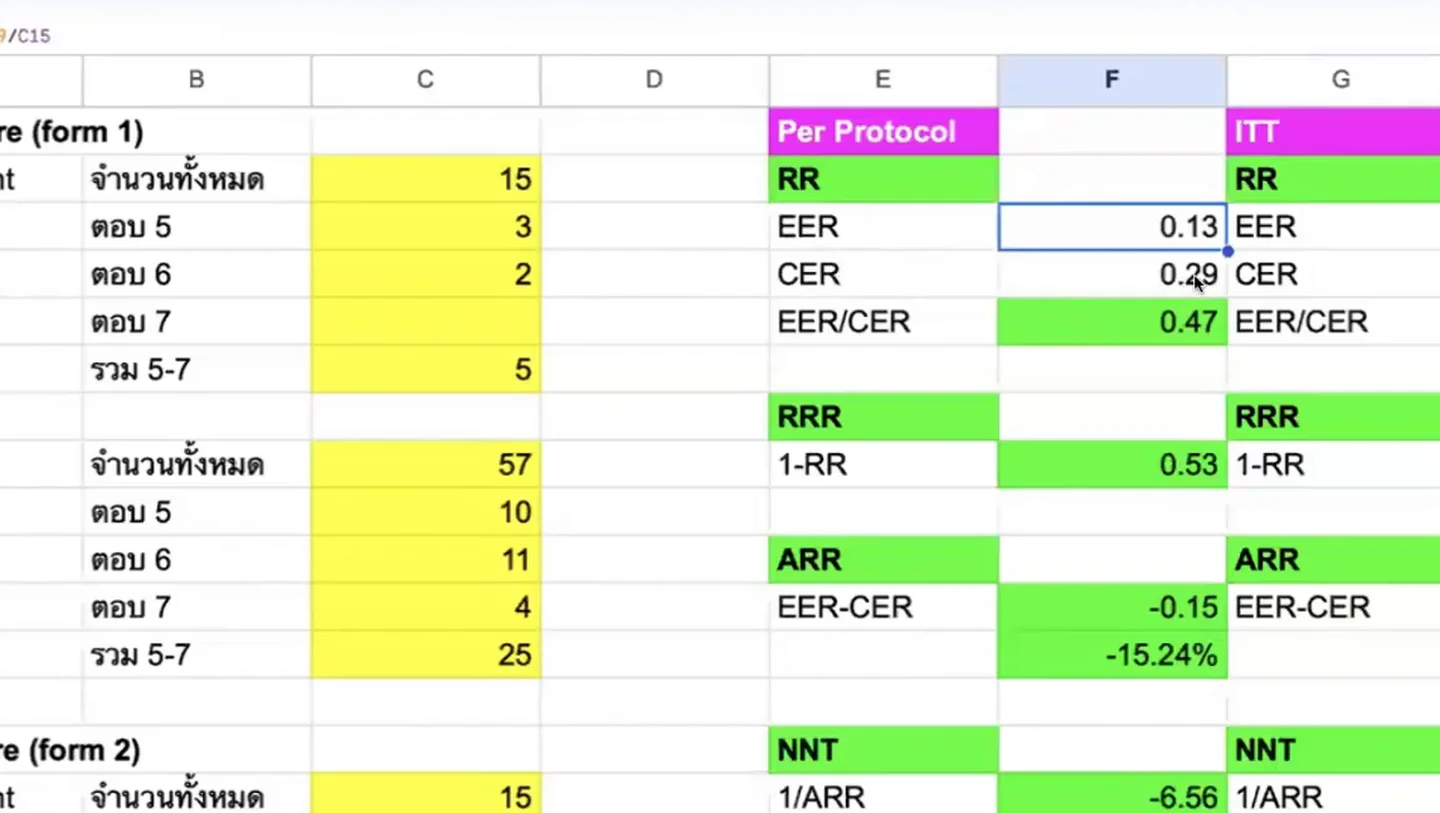 /C15
B C D E F G
re (form 1) Per Protocol ITT
nt จำนวนทั้งหมด 15 RR RR
ตอบ 5 3 EER 0.13 EER
ตอบ 6 2 CER 0.29 CER
ตอบ 7 EER/CER 0.47 EER/CER
รวม 5-7 5
RRR RRR
จำนวนทั้งหมด 57 1-RR 0.53 1-RR
ตอบ 5 10
ตอบ 6 11 ARR ARR
ตอบ 7 4 EER-CER -0.15 EER-CER
รวม 5-7 25 -15.24%
re (form 2) NNT NNT
nt จำนวนทั้งหมด 15 1/ARR -6.56 1/ARR